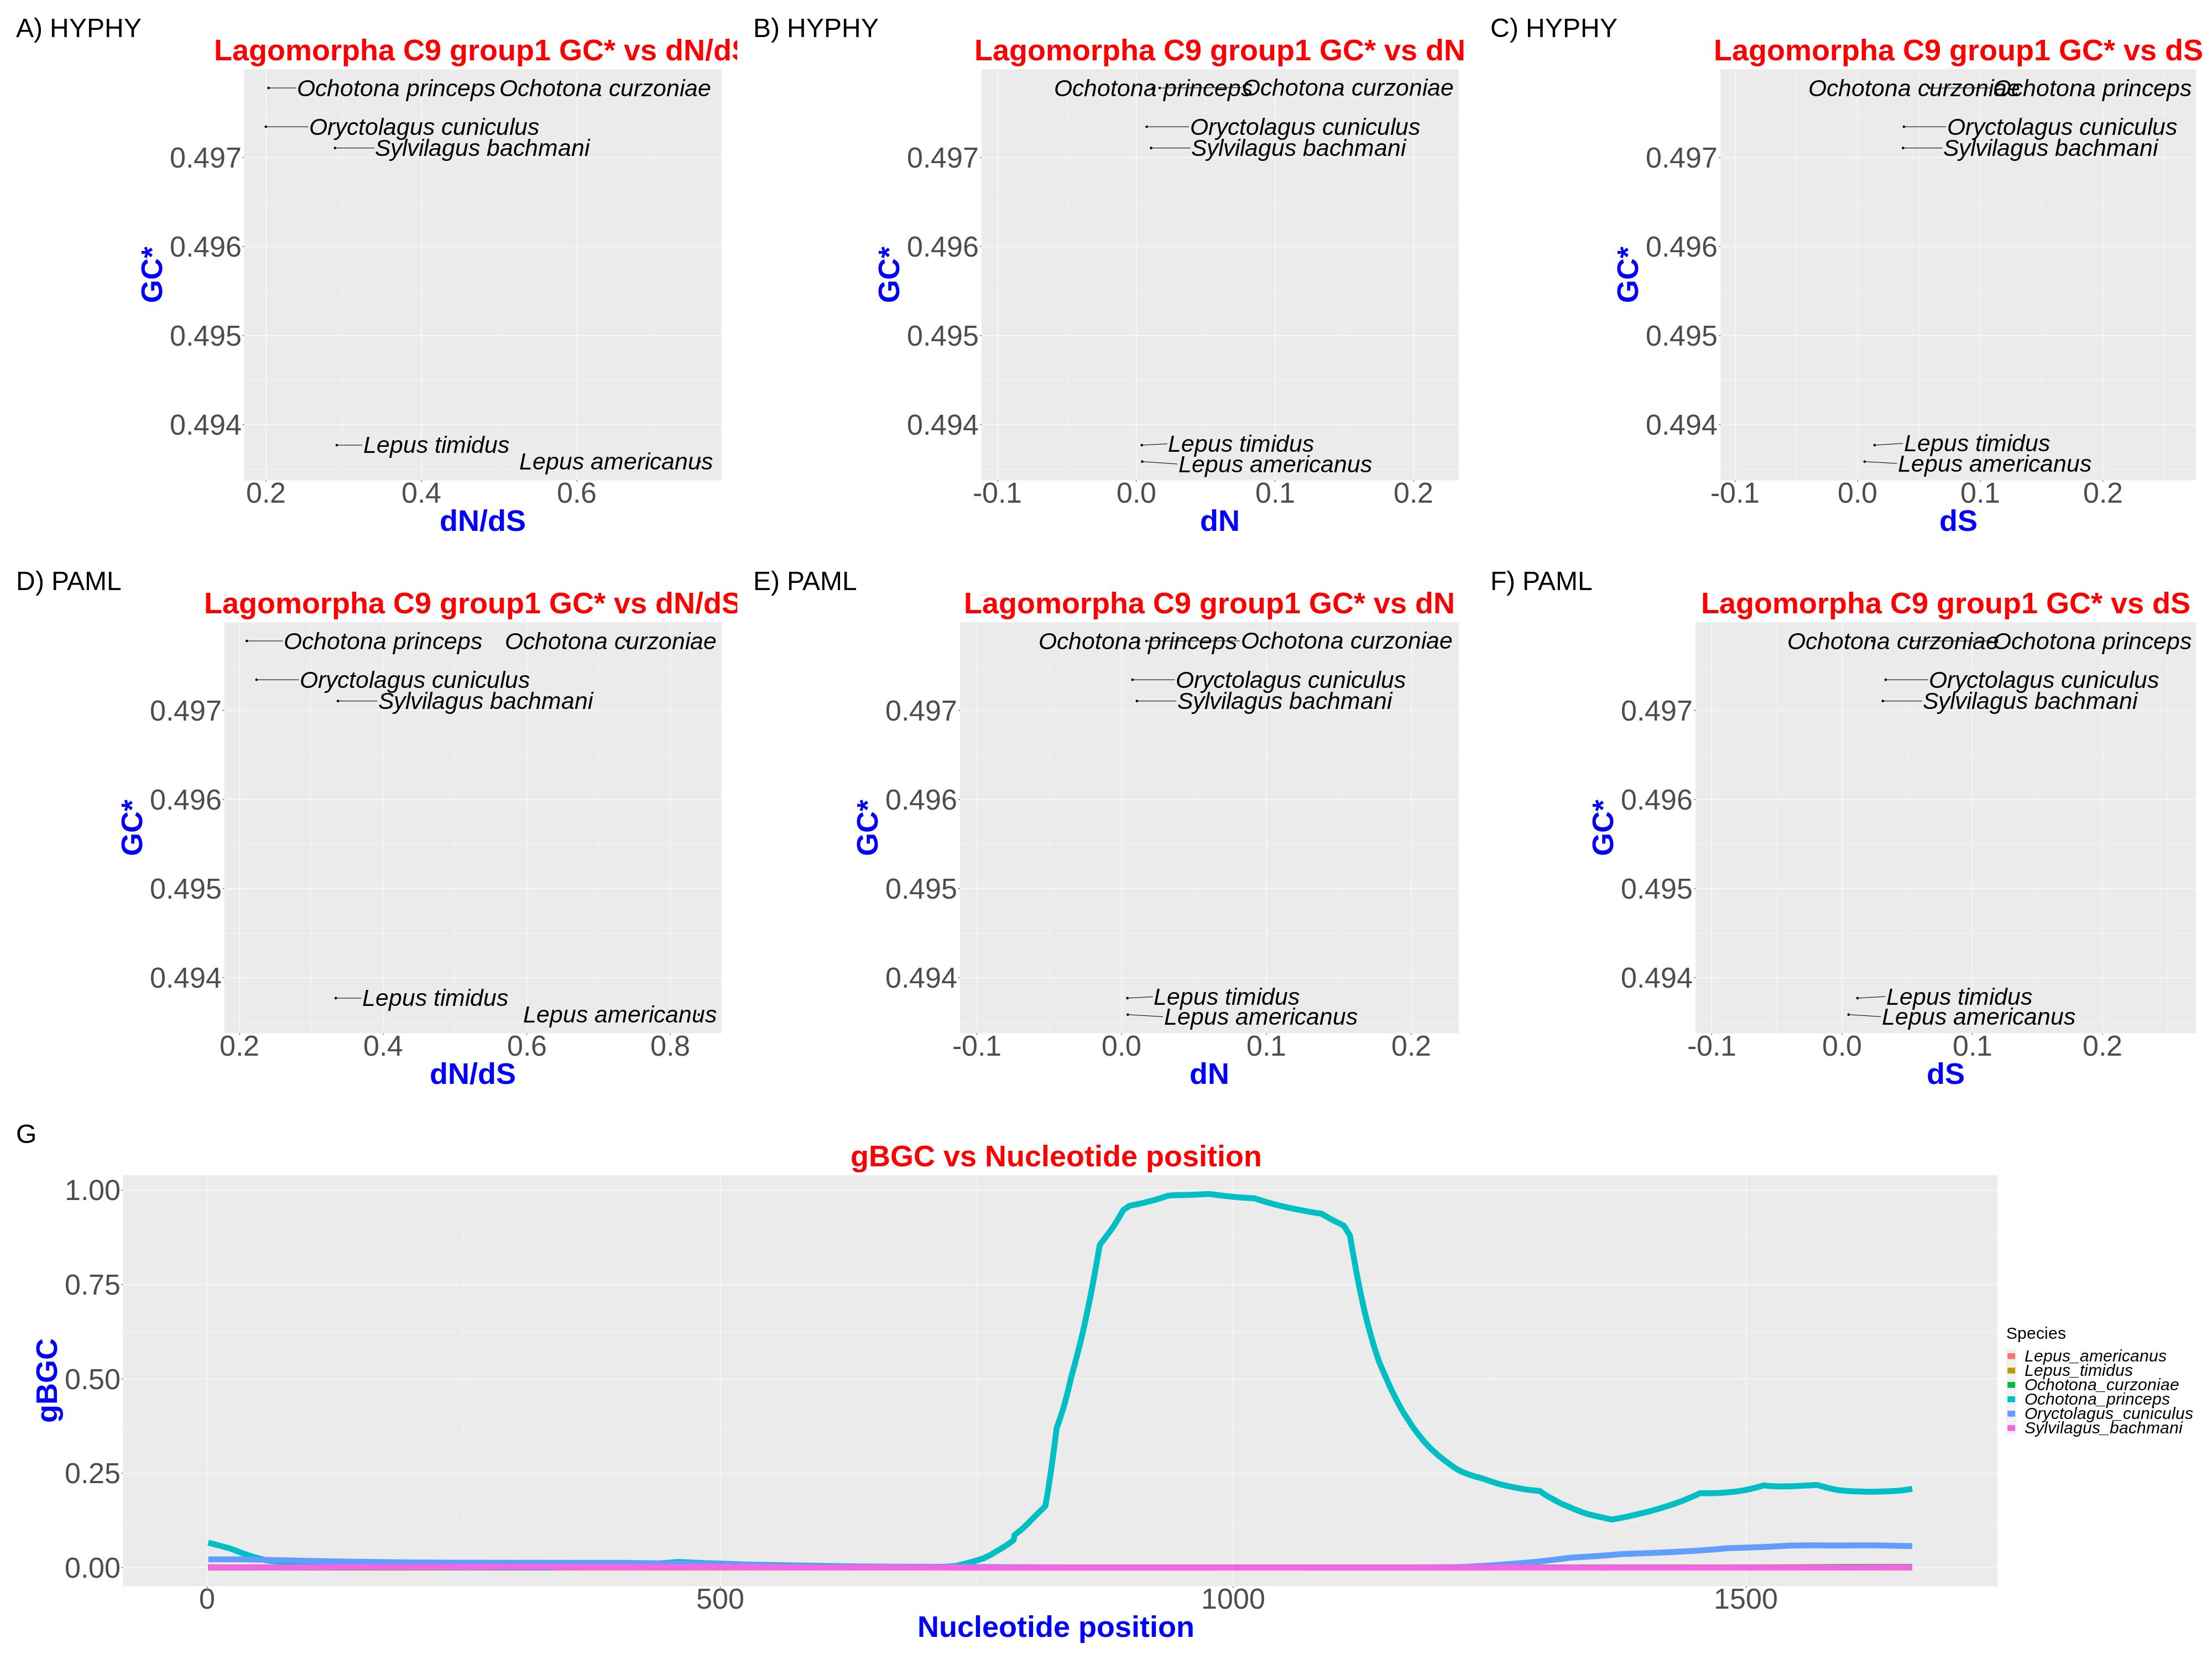 A) HYPHY
Lagomorpha C9 group1 GC* vs dN/dS
Ochotona princeps Ochotona curzoniae
Oryctolagus cuniculus
Sylvilagus bachmani
0.497
0.496
0.495
0.494
GC*
Lepus timidus
Lepus americanus
0.2 0.4 0.6
dN/dS
B) HYPHY
Lagomorpha C9 group1 GC* vs dN
Ochotona princeps Ochotona curzoniae
Oryctolagus cuniculus
Sylvilagus bachmani
0.497
0.496
0.495
0.494
GC*
Lepus timidus
Lepus americanus
-0.1 0.0 0.1 0.2
dN
C) HYPHY
Lagomorpha C9 group1 GC* vs dS
Ochotona curzoniae Ochotona princeps
Oryctolagus cuniculus
Sylvilagus bachmani
0.497
0.496
0.495
0.494
GC*
Lepus timidus
Lepus americanus
-0.1 0.0 0.1 0.2
dS
D) PAML
Lagomorpha C9 group1 GC* vs dN/dS
Ochotona princeps Ochotona curzoniae
Oryctolagus cuniculus
Sylvilagus bachmani
0.497
0.496
0.495
0.494
GC*
Lepus timidus
Lepus americanus
0.2 0.4 0.6 0.8
dN/dS
E) PAML
Lagomorpha C9 group1 GC* vs dN
Ochotona princeps Ochotona curzoniae
Oryctolagus cuniculus
Sylvilagus bachmani
0.497
0.496
0.495
0.494
GC*
Lepus timidus
Lepus americanus
-0.1 0.0 0.1 0.2
dN
F) PAML
Lagomorpha C9 group1 GC* vs dS
Ochotona curzoniae Ochotona princeps
Oryctolagus cuniculus
Sylvilagus bachmani
0.497
0.496
0.495
0.494
GC*
Lepus timidus
Lepus americanus
-0.1 0.0 0.1 0.2
dS
G
gBGC vs Nucleotide position
1.00
0.75
0.50
0.25
0.00
gBGC
0 500 1000 1500
Nucleotide position
Species
Lepus_americanus
Lepus_timidus
Ochotona_curzoniae
Ochotona_princeps
Oryctolagus_cuniculus
Sylvilagus_bachmani